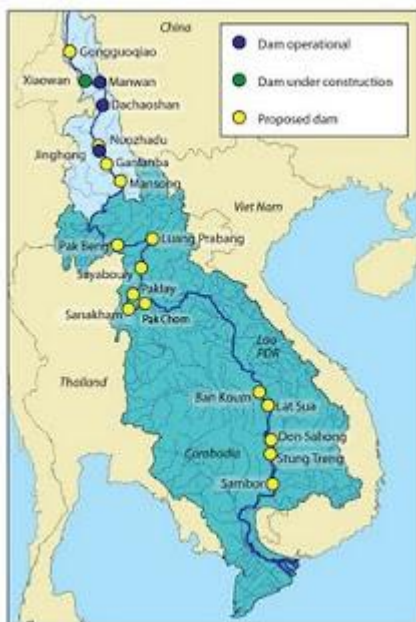 China
Gongguoqiao
Dam operational
Xiaowan
Manwan
Dam under construction
Dachaoshan
Proposed dam
Nuozhadu
Jinghong
Ganlanba
Mansong
Viet Nam
Pak Beng
Luang Prabang
Sayabouly
Paklay
Sanakham
Pak Chom
Lao
PDR
Thailand
Ban Koum
Lat Sua
Don Sahong
Cambodia
Stung Treng
Sambor